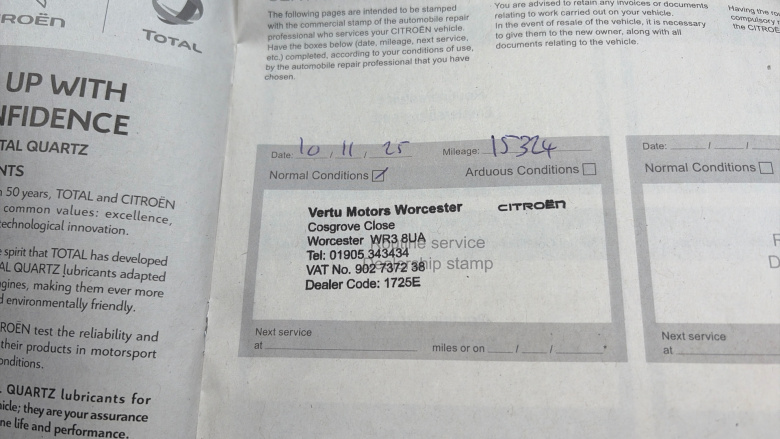 ROËN
TOTAL
UP WITH
NFIDENCE
TAL QUARTZ
NTS
50 years, TOTAL and CITROËN
common values: excellence,
technological innovation.
spirit that TOTAL has developed
AL QUARTZ lubricants adapted
gines, making them ever more
d environmentally friendly.
ROËN test the reliability and
their products in motorsport
onditions.
QUARTZ lubricants for
hicle; they are your assurance
ne life and performance.
The following pages are intended to be stamped
with the commercial stamp of the automobile repair
professional who services your CITROËN vehicle.
Have the boxes below (date, mileage, next service,
etc.) completed, according to your conditions of use,
by the automobile repair professional that you have
chosen.
You are advised to retain any invoices or documents
relating to work carried out on your vehicle.
In the event of resale of the vehicle, it is necessary
to give them to the new owner, along with all
documents relating to the vehicle.
Having the ro
compulsory r
the CITROË
Date: 10 / 11 / 25 Mileage: 15324
Normal Conditions ☑ Arduous Conditions ☐
Vertu Motors Worcester CITROËN
Cosgrove Close
Worcester WR3 8UA
Tel: 01905 343434
VAT No. 902 7372 38
Dealer Code: 1725E
Routine service
Dealership stamp
Next service
at miles or on / /
Date: / /
Normal Conditions ☐
D
Next service
at